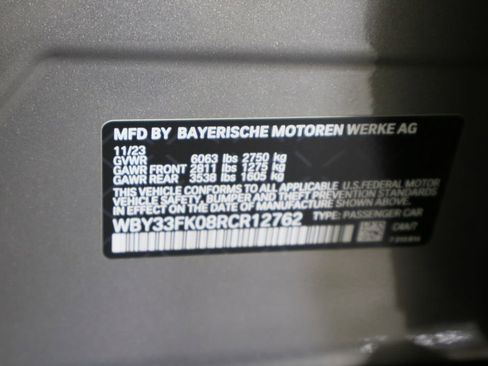 MFD BY BAYERISCHE MOTOREN WERKE AG
11/23
GVWR 6063 lbs 2750 kg
GAWR FRONT 2811 lbs 1275 kg
GAWR REAR 3538 lbs 1605 kg
THIS VEHICLE CONFORMS TO ALL APPLICABLE U.S.FEDERAL MOTOR
VEHICLE SAFETY AND THEFT PREVENTION STANDARDS
IN EFFECT ON THE DATE OF MANUFACTURE SHOWN ABOVE.
WBY33FK08RCR12762 TYPE: PASSENGER CAR